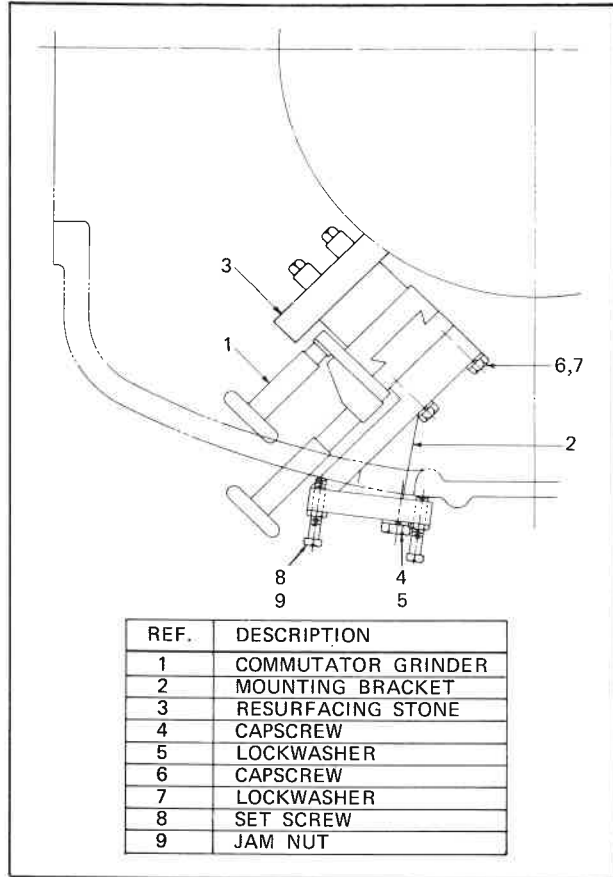 3
1
6,7
2
8
9
4
5
REF. DESCRIPTION
1 COMMUTATOR GRINDER
2 MOUNTING BRACKET
3 RESURFACING STONE
4 CAPSCREW
5 LOCKWASHER
6 CAPSCREW
7 LOCKWASHER
8 SET SCREW
9 JAM NUT